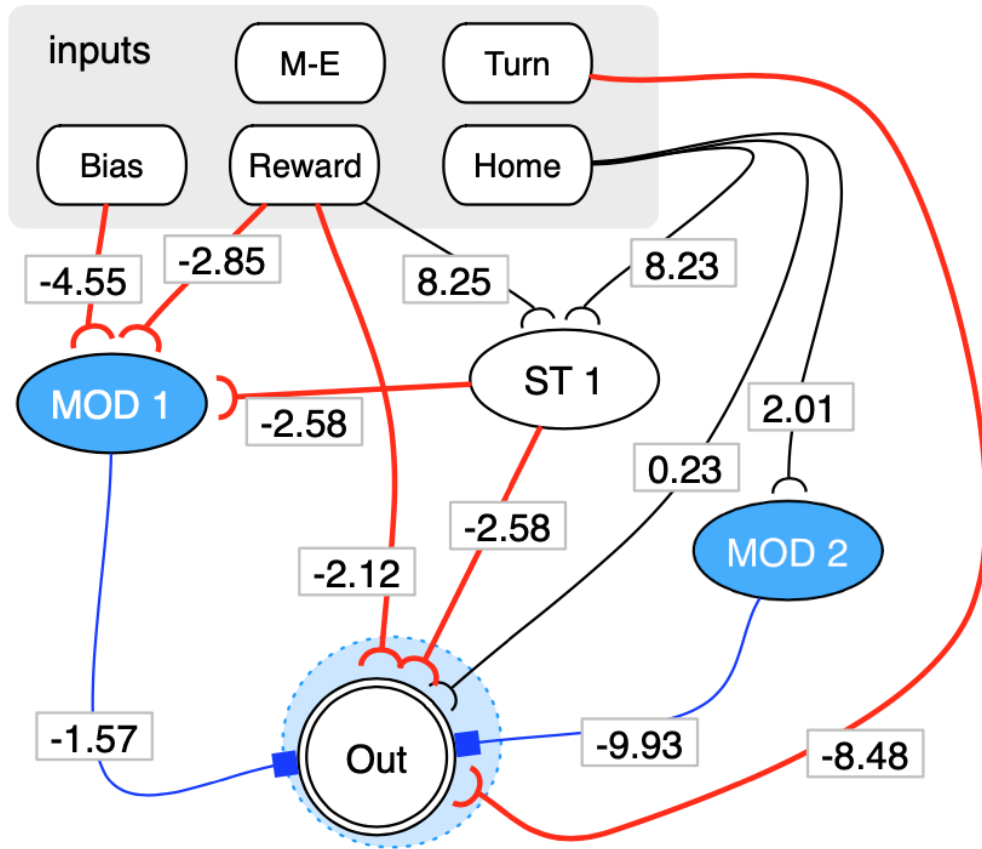 inputs
M-E
Turn
Bias
Reward
Home
-4.55
-2.85
8.25
8.23
MOD 1
ST 1
-2.58
2.01
0.23
-2.58
MOD 2
-2.12
-1.57
Out
-9.93
-8.48